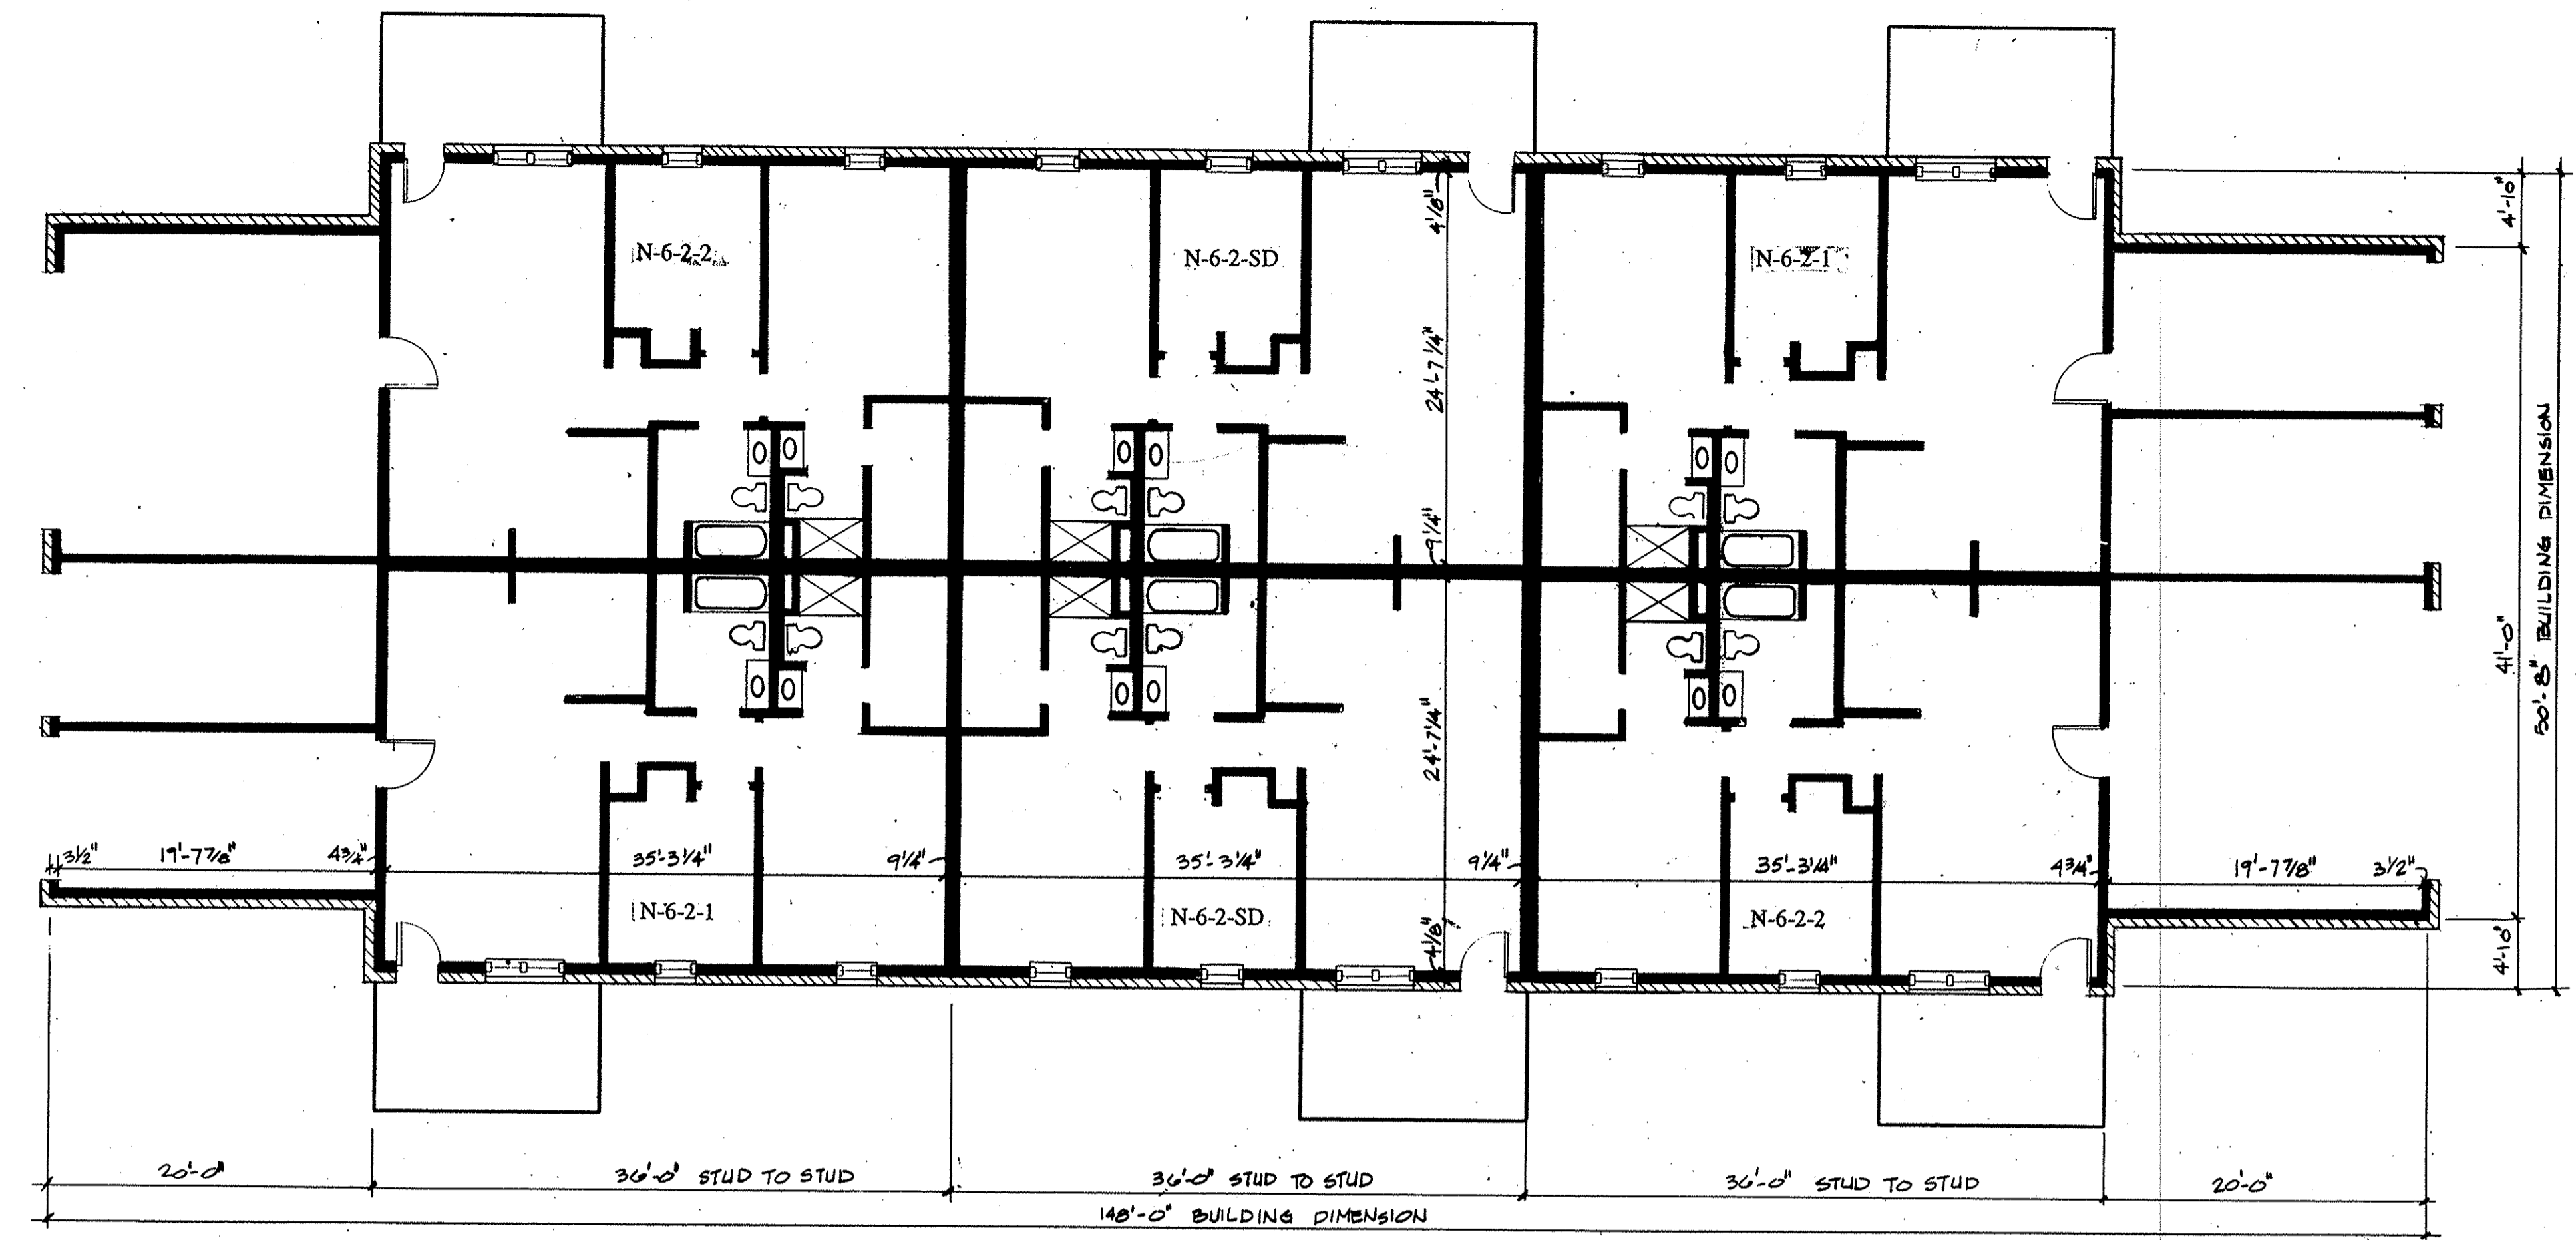 N-6-2-2
N-6-2-SD
N-6-2-1
4 1/8"
4'-10"
24'-7 1/4"
9 1/4"
50'-8" BUILDING DIMENSION
41'-0"
24'-7 1/4"
3 1/2"
19'-7 7/8"
4 3/4"
35'-3 1/4"
9 1/4"
35'-3 1/4"
9 1/4"
35'-3 1/4"
4 3/4"
19'-7 7/8"
3 1/2"
N-6-2-1
N-6-2-SD
N-6-2-2
4 1/8"
4'-10"
20'-0"
36'-0" STUD TO STUD
36'-0" STUD TO STUD
36'-0" STUD TO STUD
20'-0"
148'-0" BUILDING DIMENSION